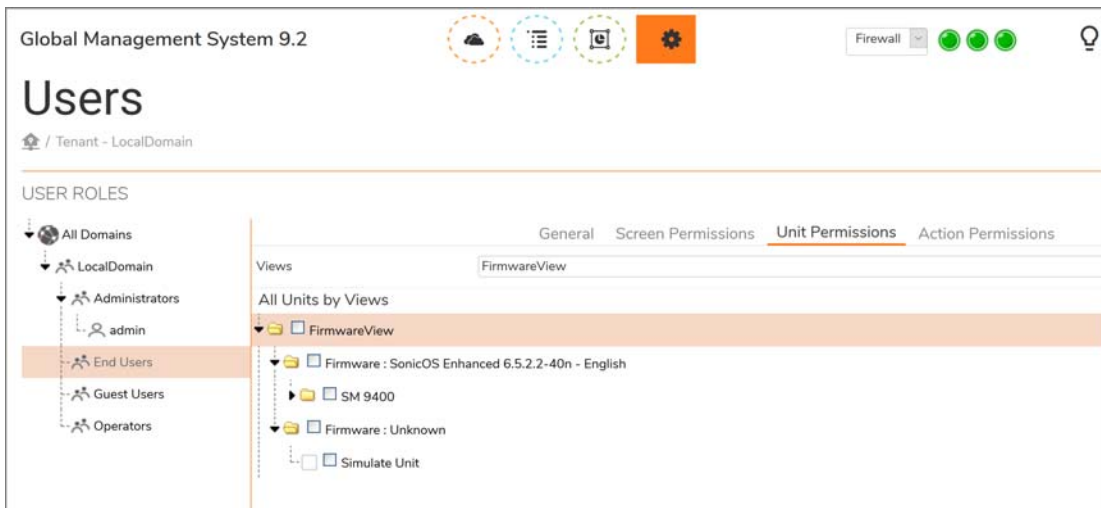 Global Management System 9.2
Firewall
Users
/ Tenant - LocalDomain
USER ROLES
All Domains
LocalDomain
Administrators
admin
End Users
Guest Users
Operators
General Screen Permissions Unit Permissions Action Permissions
Views FirmwareView
All Units by Views
FirmwareView
Firmware : SonicOS Enhanced 6.5.2.2-40n - English
SM 9400
Firmware : Unknown
Simulate Unit